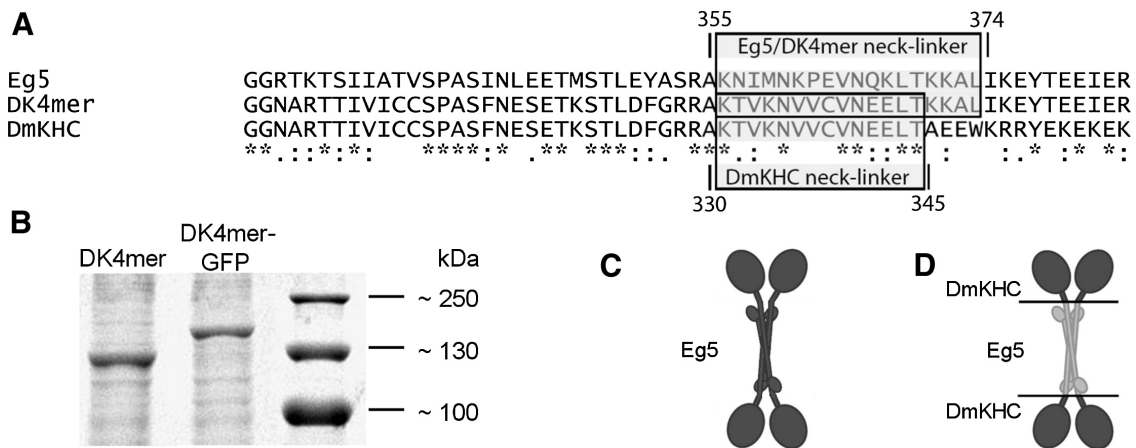 A
355
374
Eg5/DK4mer neck-linker
Eg5 GGRTKTSIIATVSPASINLEETMSTLEYASRAKNIMNKPEVNQKLTKKALIKEYTEEIER
DK4mer GGNARTTIVICCSPASFNESETKSTLDFGRRAKTVKNVVCVNEELTKKALIKEYTEEIER
DmKHC GGNARTTIVICCSPASFNESETKSTLDFGRRAKTVKNVVCVNEELTAEEWKRRYEKEKEK
**.::*:*: ****:* .** ***::. **:.: * **::** : :* :* *:
DmKHC neck-linker
330
345
B
DK4mer
DK4mer-
GFP
kDa
~ 250
~ 130
~ 100
C
Eg5
D
DmKHC
Eg5
DmKHC